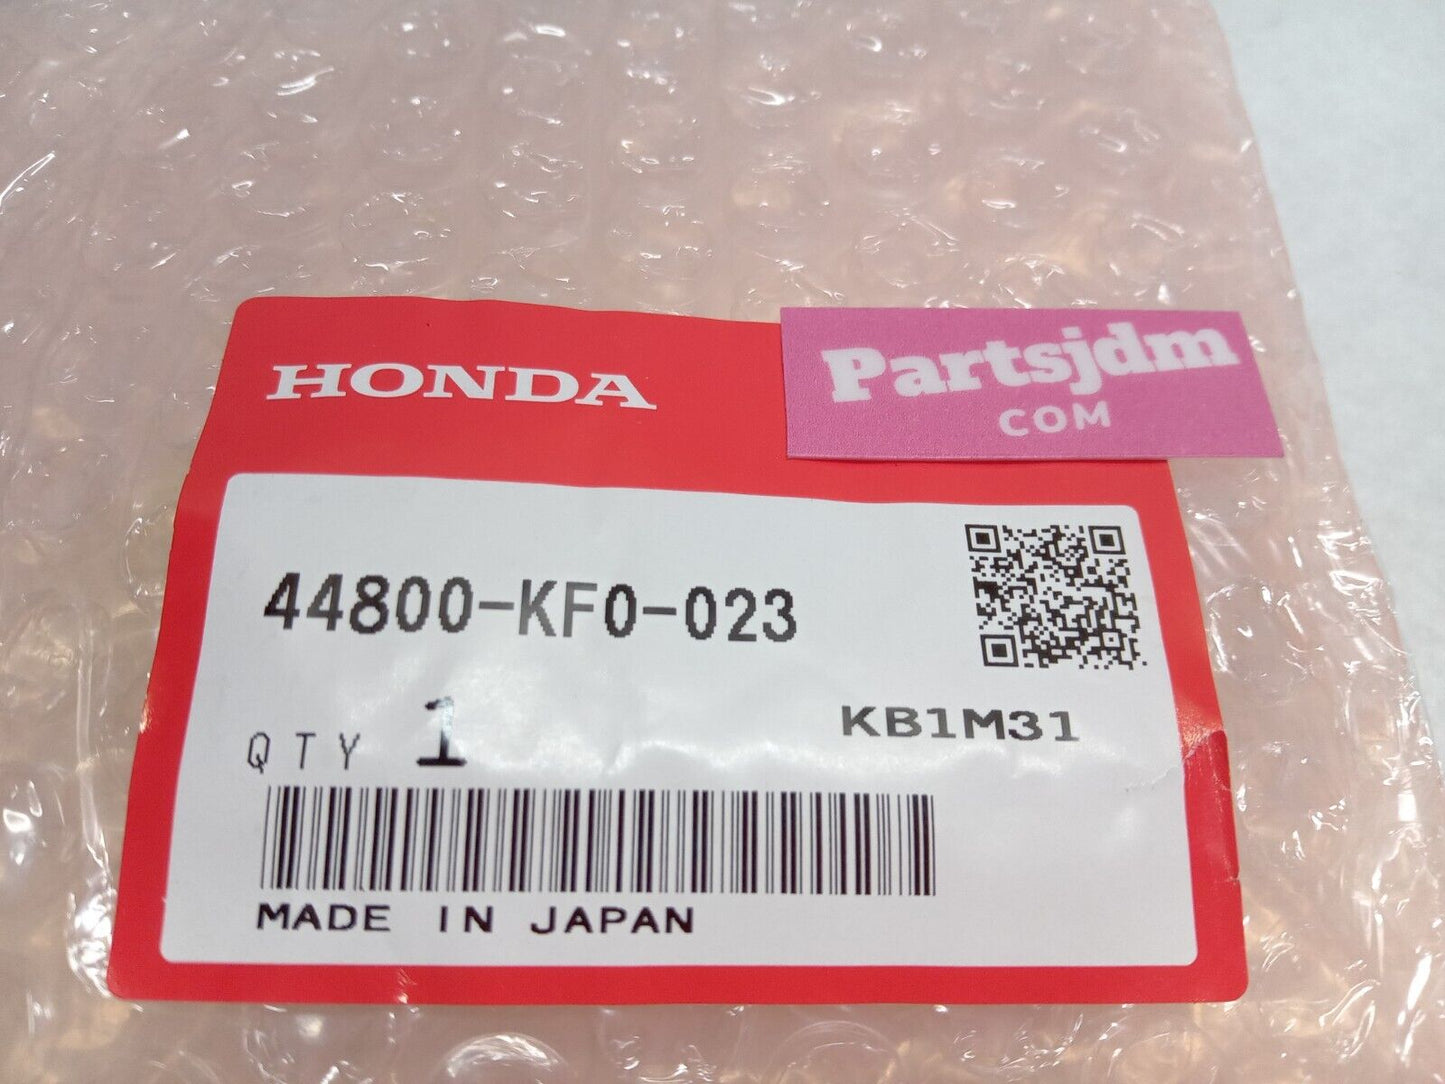 HONDA
Partsjdm
COM
44800-KF0-023
KB1M31
QTY 1
MADE IN JAPAN